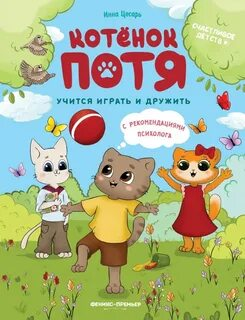 Инна Цесарь
СЧАСТЛИВОЕ
ДЕТСТВО
КОТЁНОК
ПОТЯ
УЧИТСЯ ИГРАТЬ И ДРУЖИТЬ
С РЕКОМЕНДАЦИЯМИ
ПСИХОЛОГА
ФЕНИКС-ПРЕМЬЕР